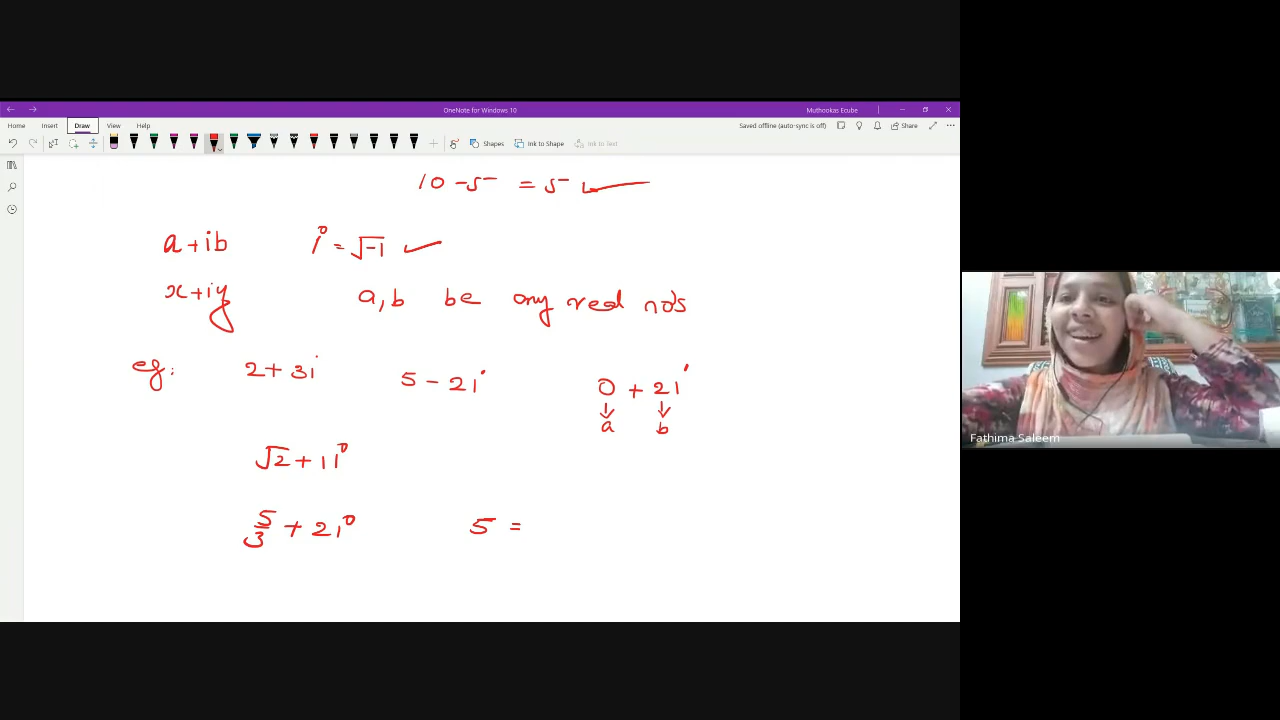 OneNote for Windows 10
Muthookas Ecube
Home Insert Draw View Help
Saved offline (auto-sync is off) Share
Shapes Ink to Shape Ink to Text
10 - 5 = 5
a + ib i = √-1
x + iy a, b be any real no's
eg: 2 + 3i 5 - 2i 0 + 2i
a b
√2 + 11i
5/3 + 2i 5 =
Fathima Saleem